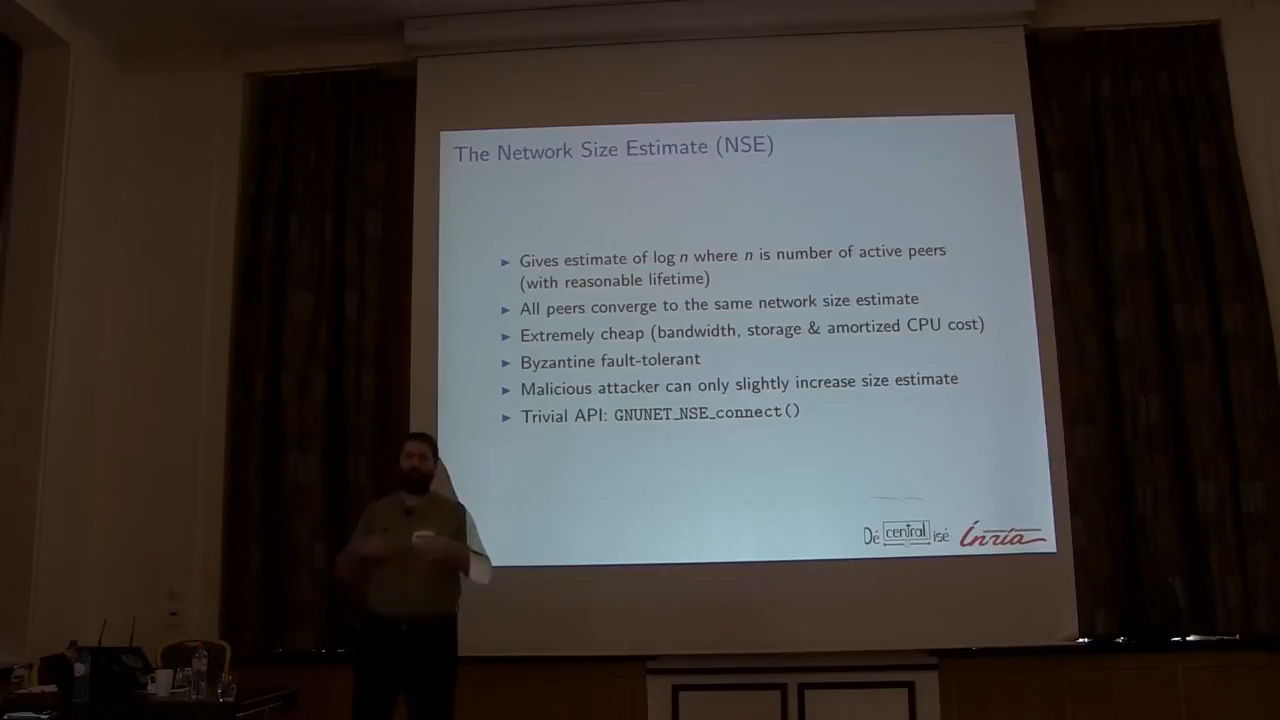 The Network Size Estimate (NSE)
► Gives estimate of log n where n is number of active peers
(with reasonable lifetime)
► All peers converge to the same network size estimate
► Extremely cheap (bandwidth, storage & amortized CPU cost)
► Byzantine fault-tolerant
► Malicious attacker can only slightly increase size estimate
► Trivial API: GNUNET_NSE_connect()
Dé central isé Inria